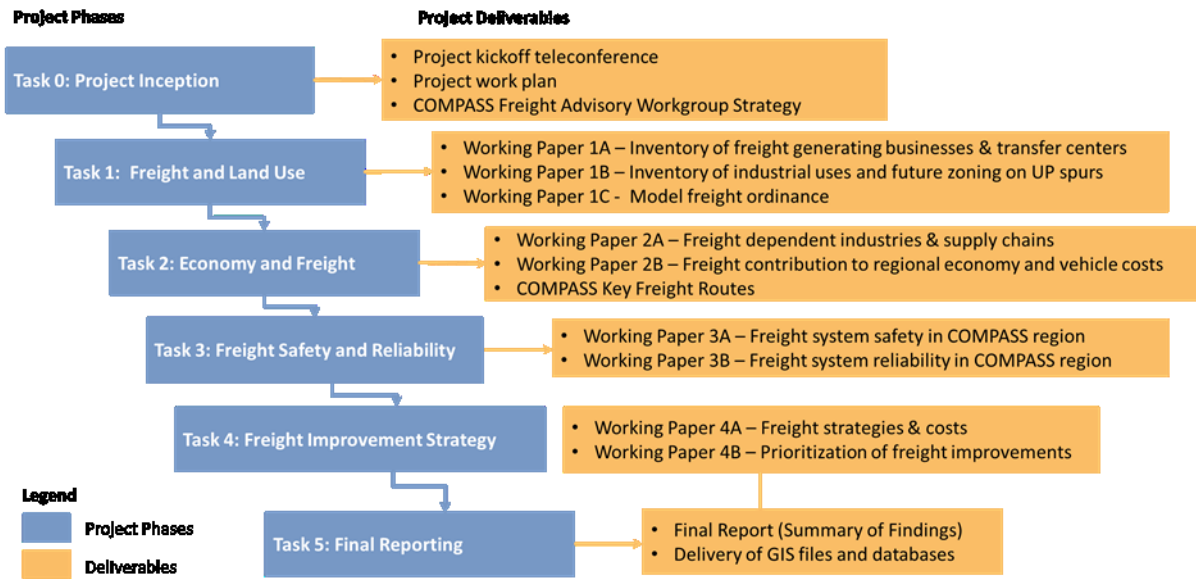 Project Phases
Project Deliverables
Task 0: Project Inception
• Project kickoff teleconference
• Project work plan
• COMPASS Freight Advisory Workgroup Strategy
Task 1: Freight and Land Use
• Working Paper 1A – Inventory of freight generating businesses & transfer centers
• Working Paper 1B – Inventory of industrial uses and future zoning on UP spurs
• Working Paper 1C - Model freight ordinance
Task 2: Economy and Freight
• Working Paper 2A – Freight dependent industries & supply chains
• Working Paper 2B – Freight contribution to regional economy and vehicle costs
• COMPASS Key Freight Routes
Task 3: Freight Safety and Reliability
• Working Paper 3A – Freight system safety in COMPASS region
• Working Paper 3B – Freight system reliability in COMPASS region
Task 4: Freight Improvement Strategy
• Working Paper 4A – Freight strategies & costs
• Working Paper 4B – Prioritization of freight improvements
Task 5: Final Reporting
• Final Report (Summary of Findings)
• Delivery of GIS files and databases
Legend
Project Phases
Deliverables